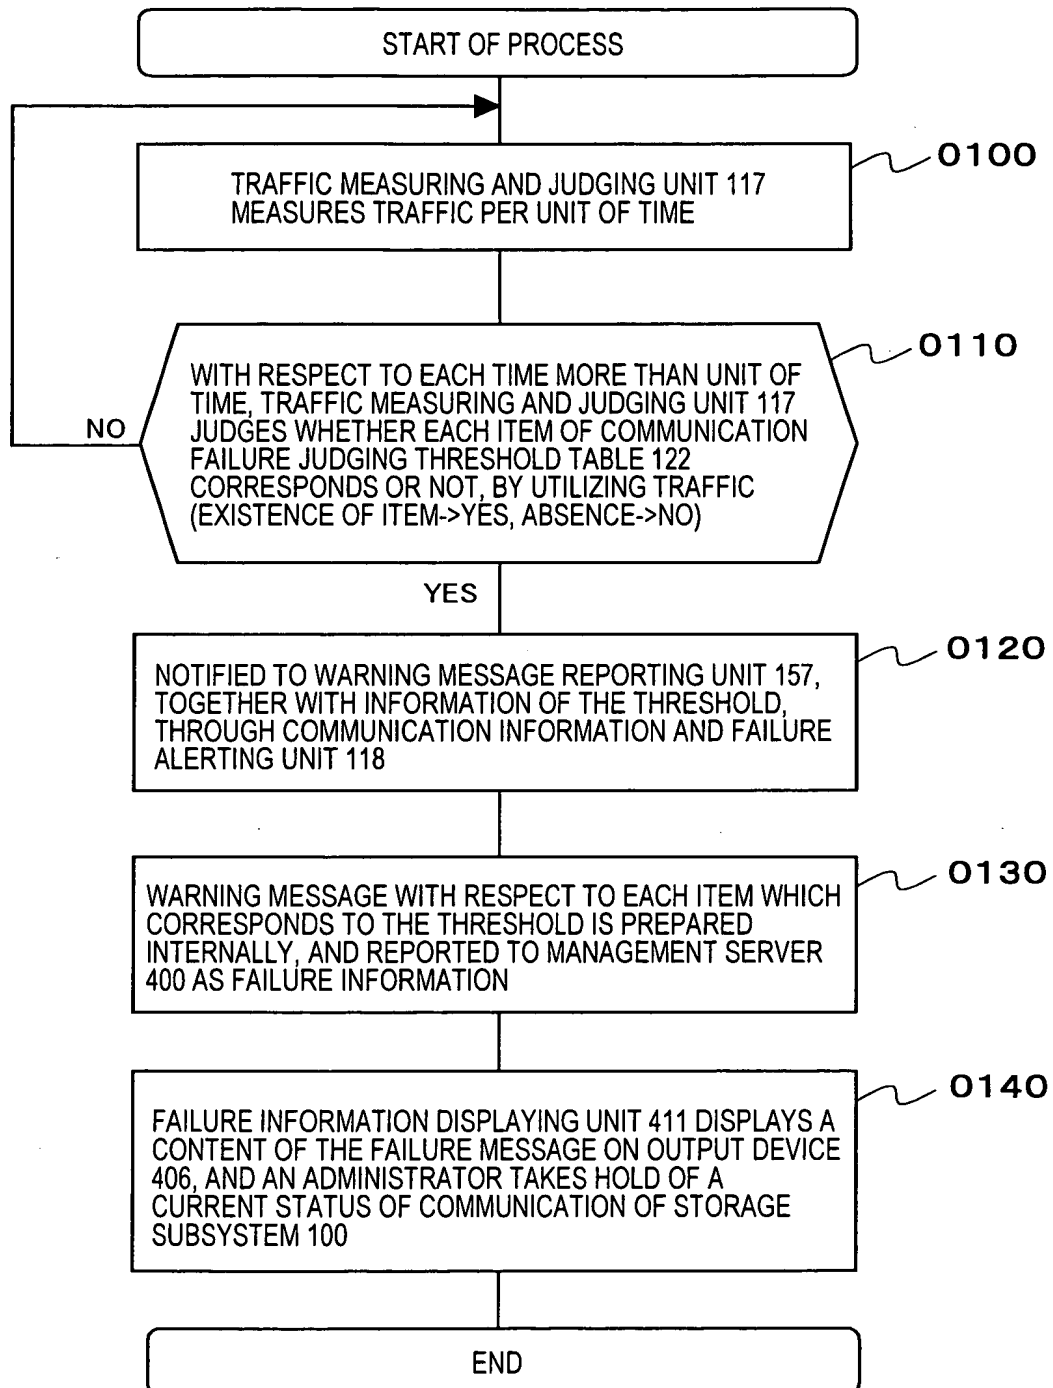 START OF PROCESS
TRAFFIC MEASURING AND JUDGING UNIT 117
MEASURES TRAFFIC PER UNIT OF TIME
0100
WITH RESPECT TO EACH TIME MORE THAN UNIT OF
TIME, TRAFFIC MEASURING AND JUDGING UNIT 117
JUDGES WHETHER EACH ITEM OF COMMUNICATION
FAILURE JUDGING THRESHOLD TABLE 122
CORRESPONDS OR NOT, BY UTILIZING TRAFFIC
(EXISTENCE OF ITEM->YES, ABSENCE->NO)
0110
NO
YES
NOTIFIED TO WARNING MESSAGE REPORTING UNIT 157,
TOGETHER WITH INFORMATION OF THE THRESHOLD,
THROUGH COMMUNICATION INFORMATION AND FAILURE
ALERTING UNIT 118
0120
WARNING MESSAGE WITH RESPECT TO EACH ITEM WHICH
CORRESPONDS TO THE THRESHOLD IS PREPARED
INTERNALLY, AND REPORTED TO MANAGEMENT SERVER
400 AS FAILURE INFORMATION
0130
FAILURE INFORMATION DISPLAYING UNIT 411 DISPLAYS A
CONTENT OF THE FAILURE MESSAGE ON OUTPUT DEVICE
406, AND AN ADMINISTRATOR TAKES HOLD OF A
CURRENT STATUS OF COMMUNICATION OF STORAGE
SUBSYSTEM 100
0140
END